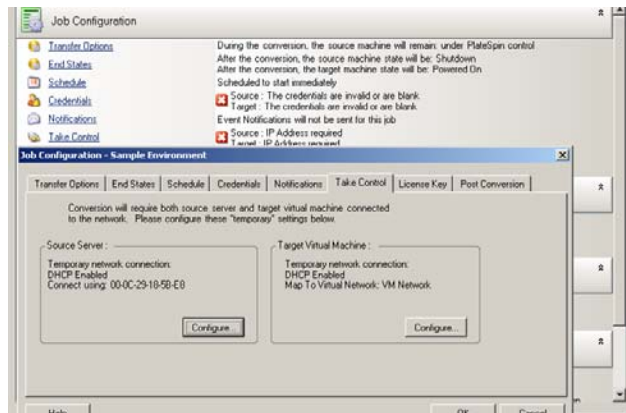 Job Configuration
Transfer Options During the conversion, the source machine will remain: under PlateSpin control
End States After the conversion, the source machine state will be: Shutdown
After the conversion, the target machine state will be: Powered On
Schedule Scheduled to start immediately
Credentials Source : The credentials are invalid or are blank.
Target : The credentials are invalid or are blank.
Notifications Event Notifications will not be sent for this job
Take Control Source : IP Address required
Target : IP Address required
Job Configuration - Sample Environment
Transfer Options End States Schedule Credentials Notifications Take Control License Key Post Conversion
Conversion will require both source server and target virtual machine connected
to the network. Please configure these "temporary" settings below.
Source Server : Target Virtual Machine :
Temporary network connection: Temporary network connection:
DHCP Enabled DHCP Enabled
Connect using: 00-0C-29-18-5B-E8 Map To Virtual Network: VM Network
Configure... Configure...
Help OK Cancel